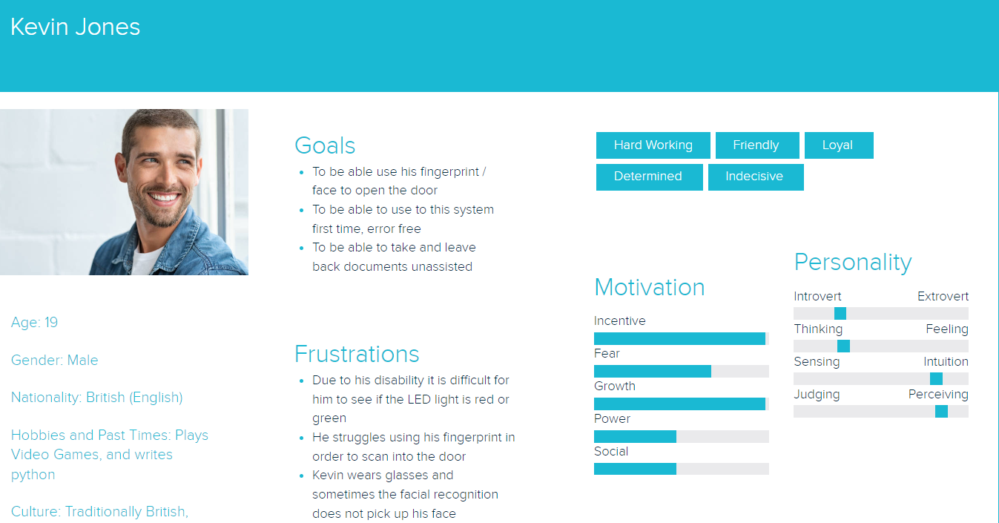 Kevin Jones
Age: 19
Gender: Male
Nationality: British (English)
Hobbies and Past Times: Plays
Video Games, and writes
python
Culture: Traditionally British,
Goals
To be able use his fingerprint /
face to open the door
To be able to use to this system
first time, error free
To be able to take and leave
back documents unassisted
Frustrations
Due to his disability it is difficult for
him to see if the LED light is red or
green
He struggles using his fingerprint in
order to scan into the door
Kevin wears glasses and
sometimes the facial recognition
does not pick up his face
Hard Working Friendly Loyal
Determined Indecisive
Motivation
Incentive
Fear
Growth
Power
Social
Personality
Introvert Extrovert
Thinking Feeling
Sensing Intuition
Judging Perceiving